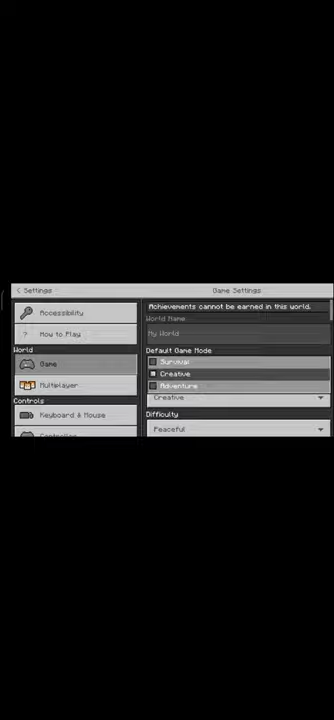 Settings
Game Settings
Accessibility
How to Play
World
Game
Multiplayer
Controls
Keyboard & Mouse
Controller
Achievements cannot be earned in this world.
World Name
My World
Default Game Mode
Survival
Creative
Adventure
Creative
Difficulty
Peaceful